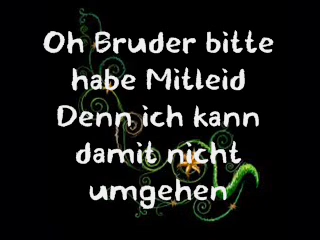 Oh Bruder bitte
habe Mitleid
Denn ich kann
damit nicht
umgehen